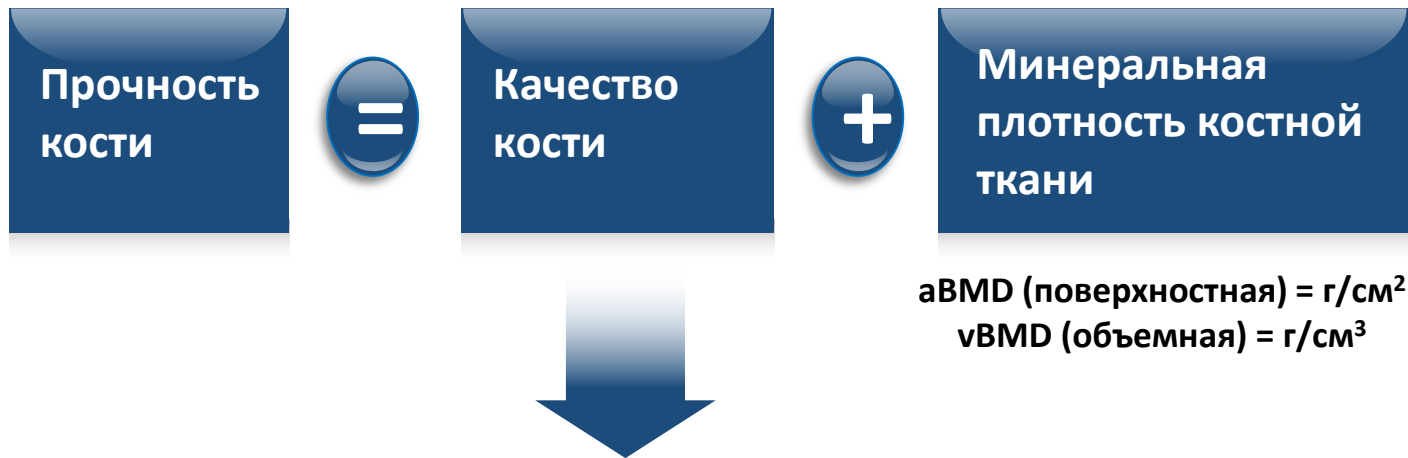 Прочность
кости
=
Качество
кости
+
Минеральная
плотность костной
ткани
aBMD (поверхностная) = г/см²
vBMD (объемная) = г/см³